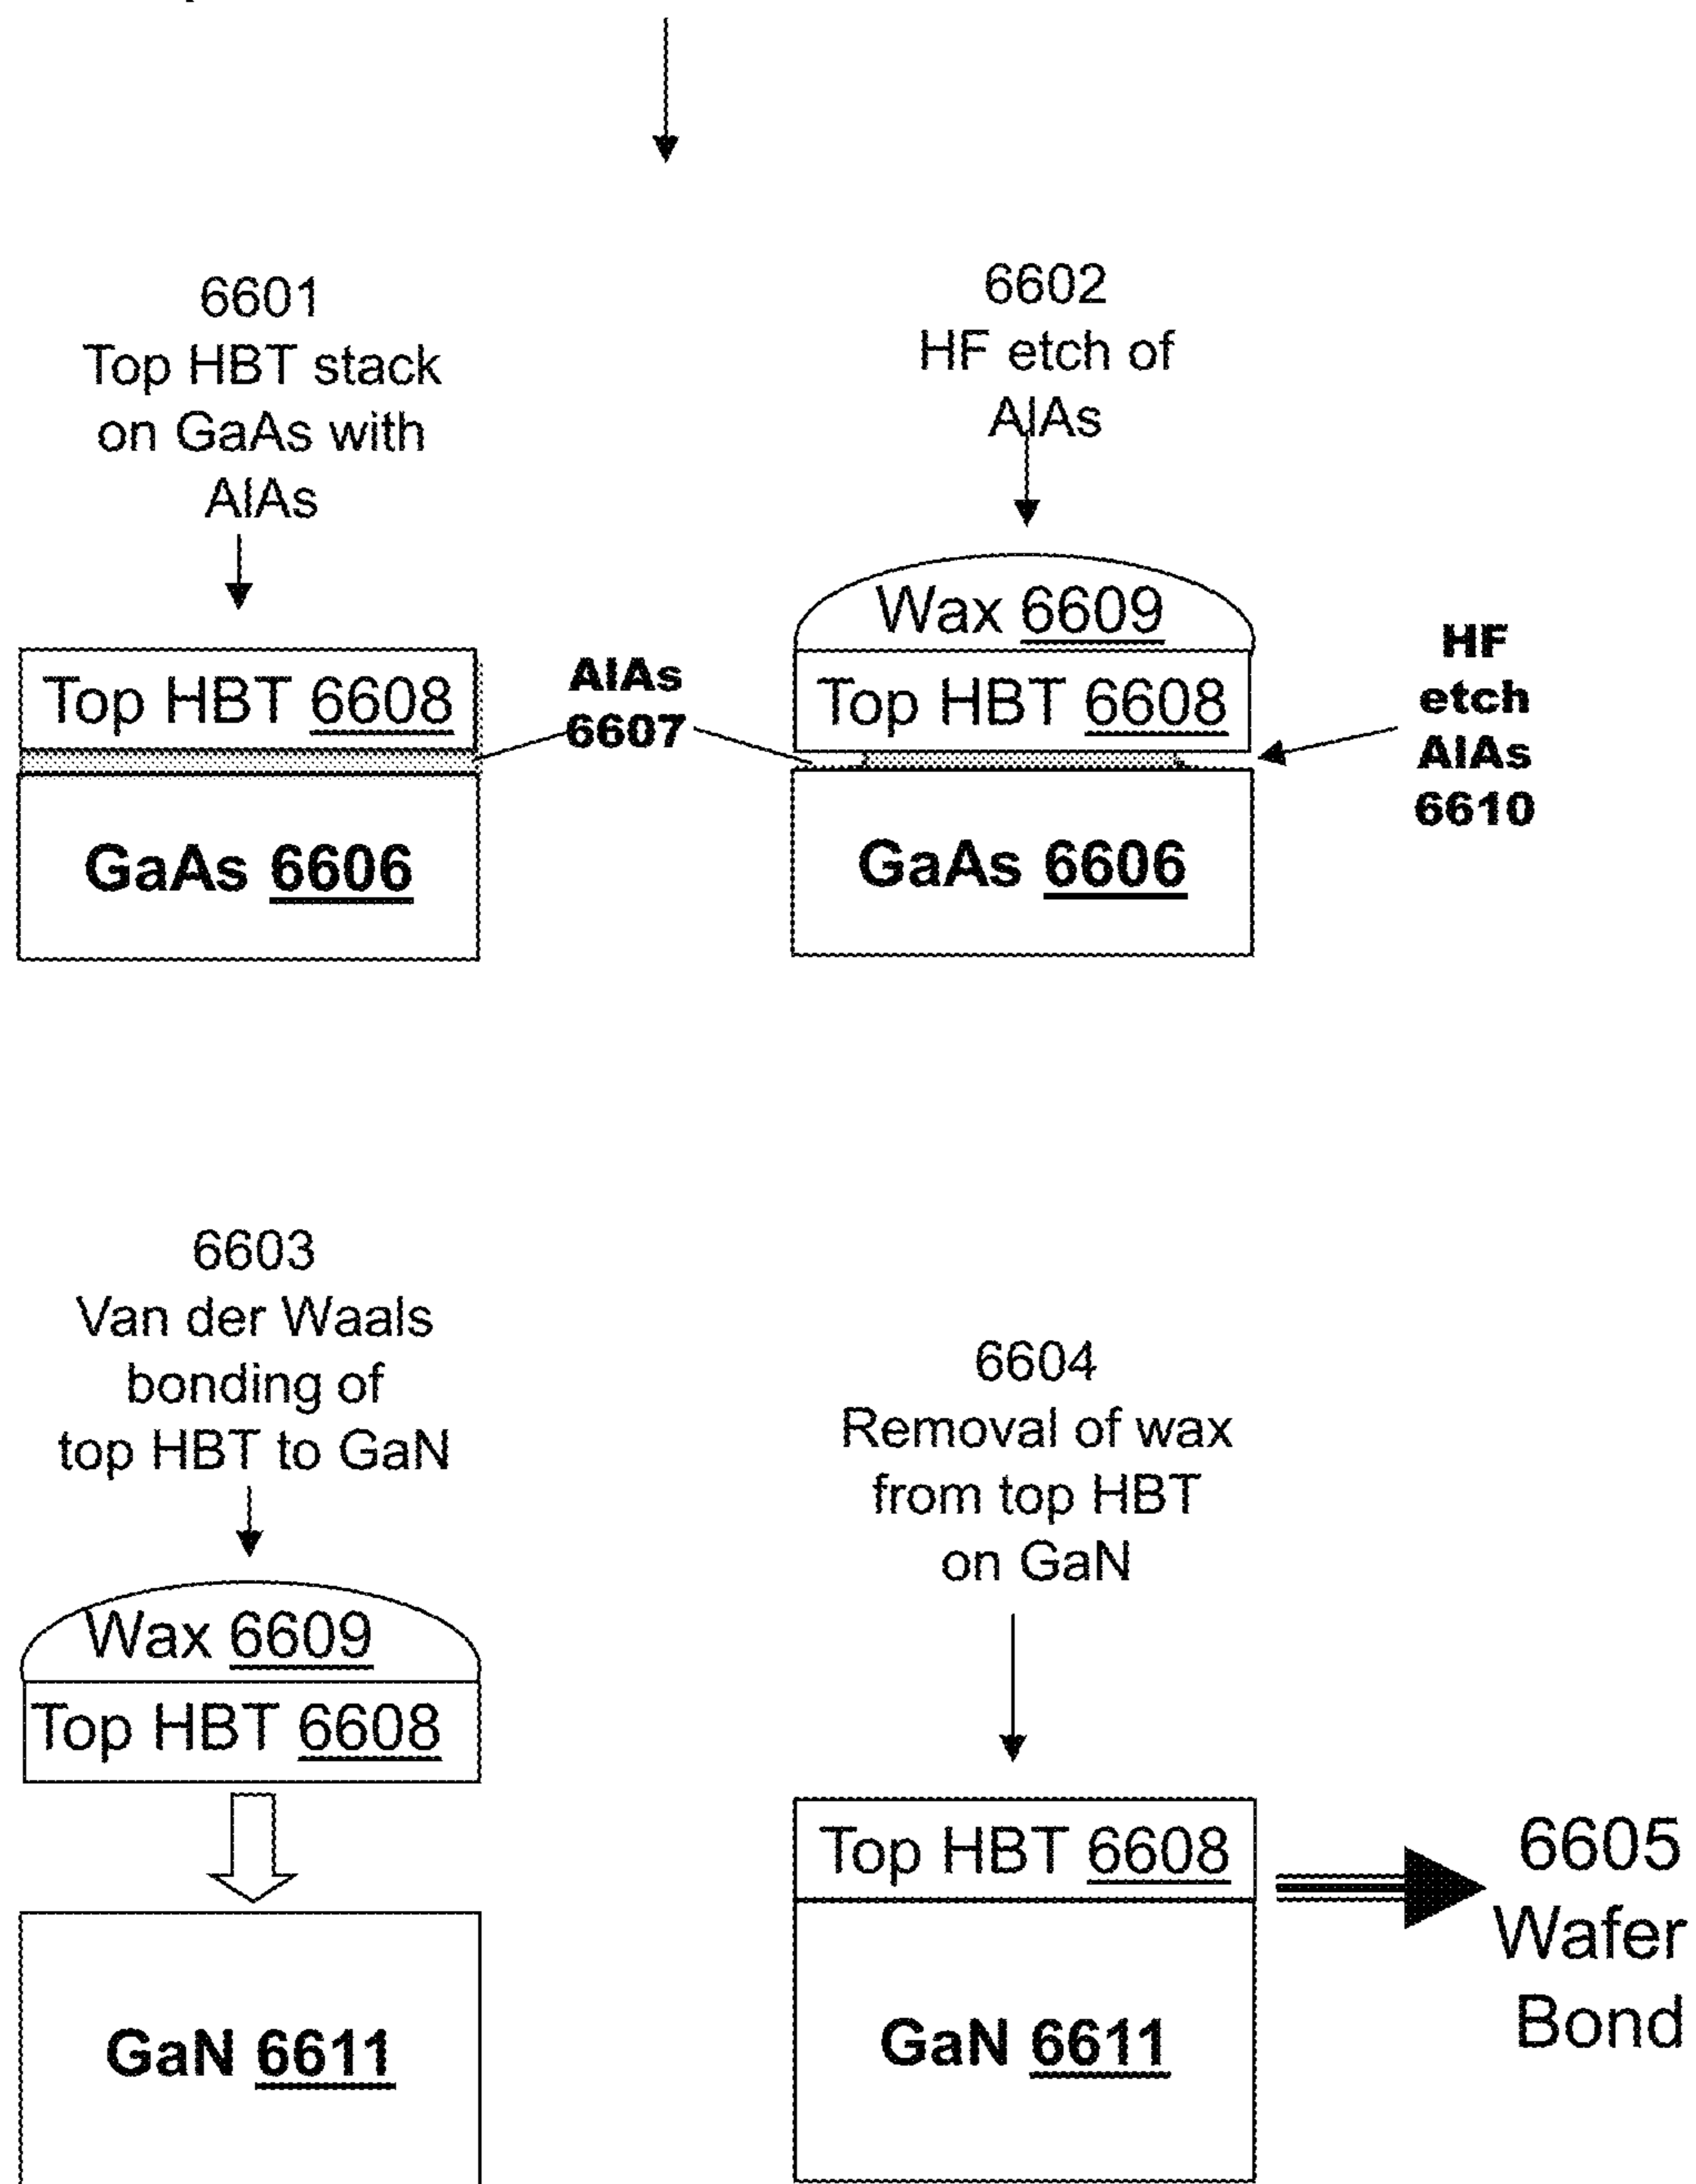 6601
Top HBT stack
on GaAs with
AlAs
6602
HF etch of
AlAs
Top HBT 6608
AlAs
6607
GaAs 6606
Wax 6609
Top HBT 6608
GaAs 6606
HF
etch
AlAs
6610
6603
Van der Waals
bonding of
top HBT to GaN
Wax 6609
Top HBT 6608
GaN 6611
6604
Removal of wax
from top HBT
on GaN
Top HBT 6608
GaN 6611
6605
Wafer
Bond